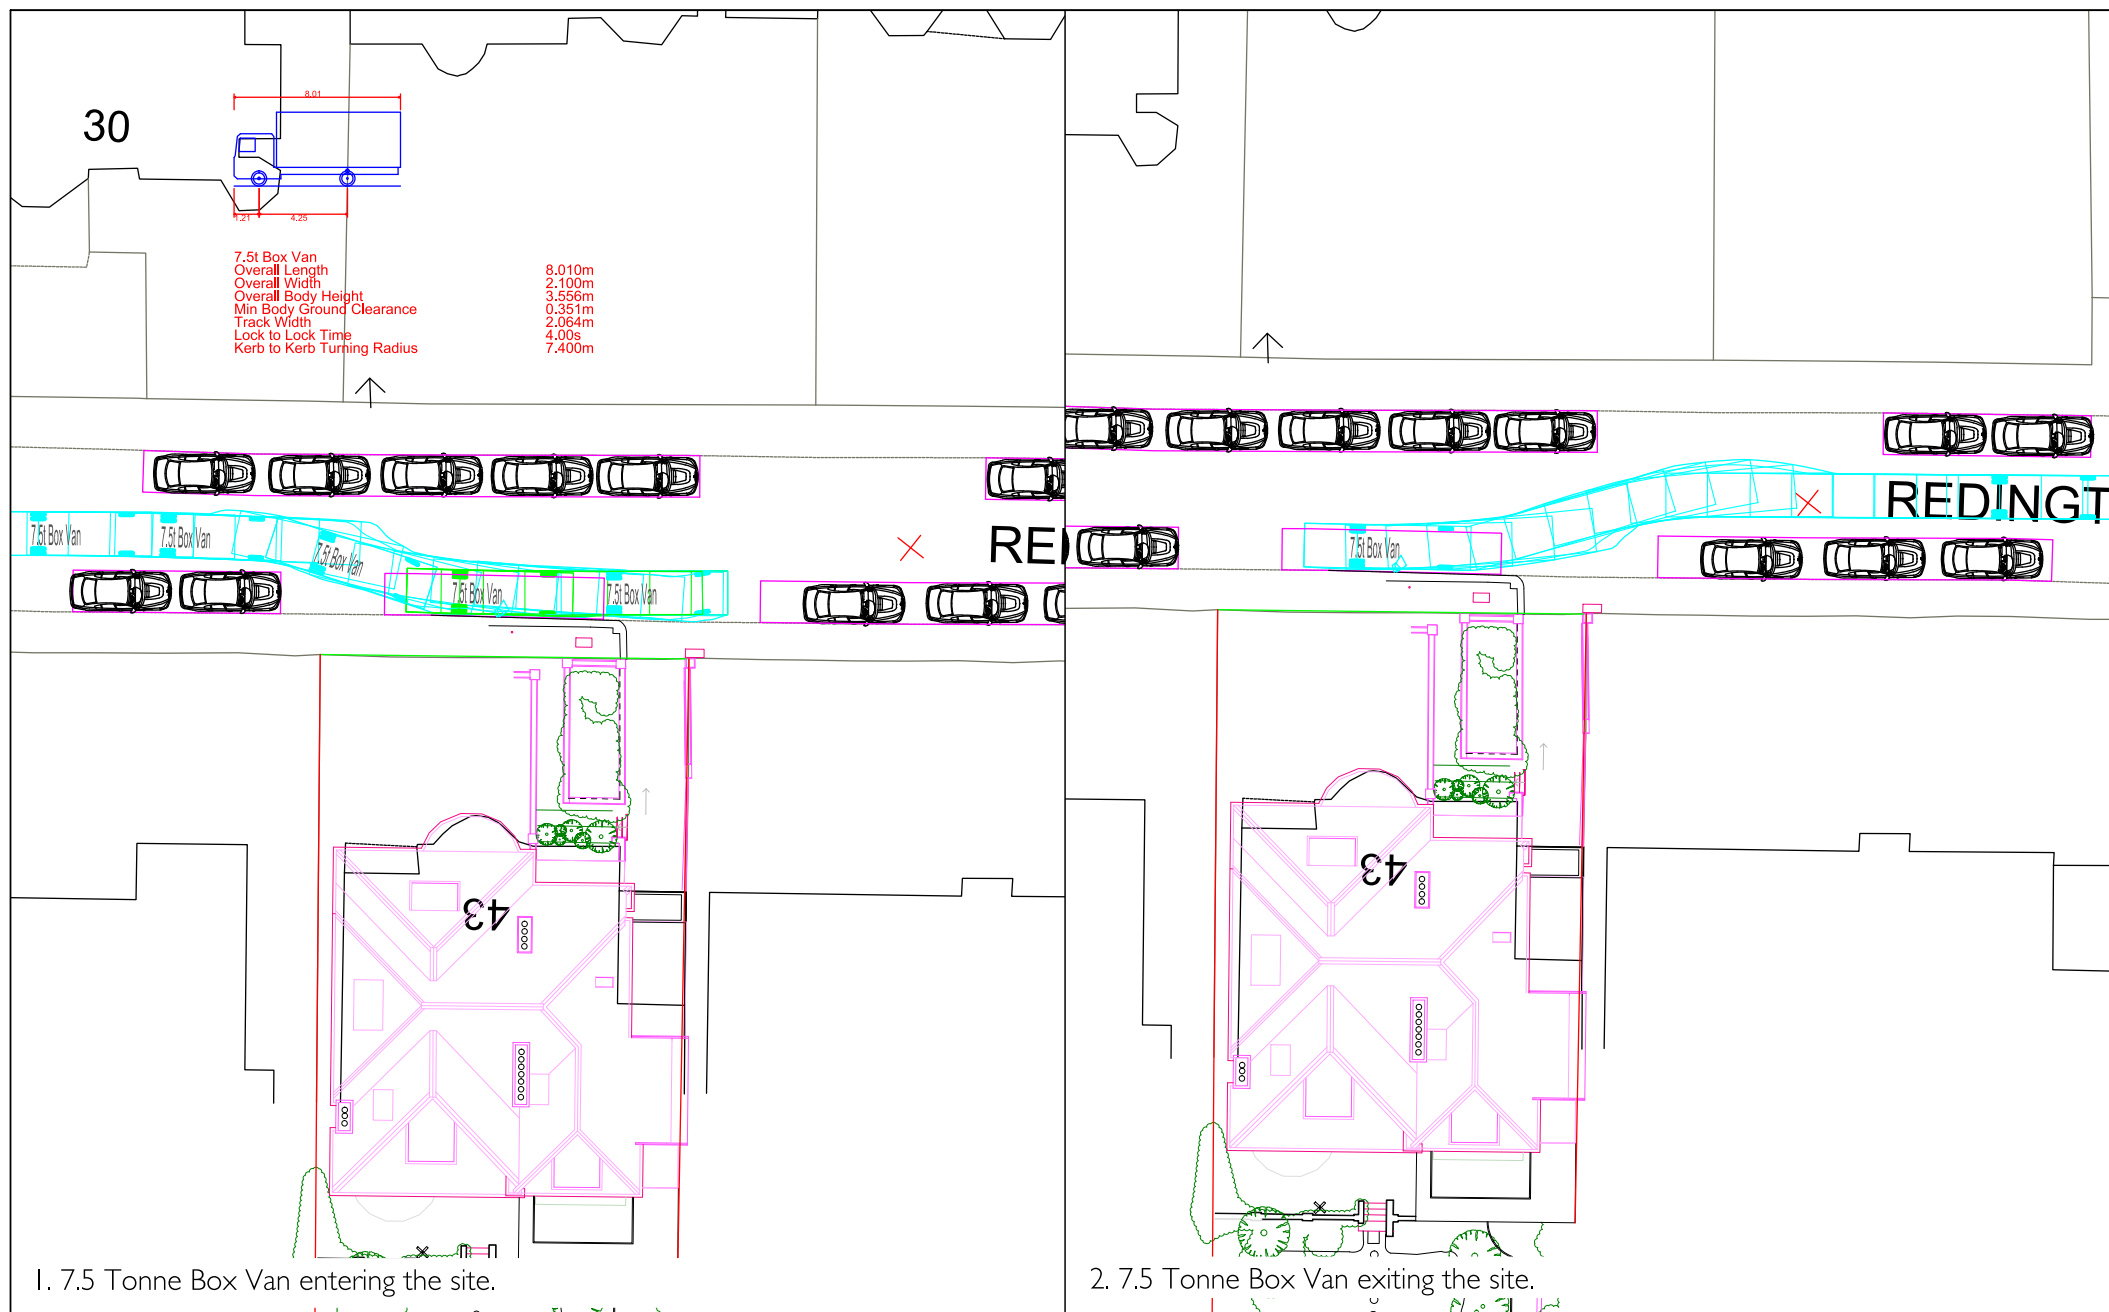 8.01
30
1.21
4.25
7.5t Box Van
Overall Length 8.010m
Overall Width 2.100m
Overall Body Height 3.556m
Min Body Ground Clearance 0.351m
Track Width 2.064m
Lock to Lock Time 4.00s
Kerb to Kerb Turning Radius 7.400m
7.5t Box Van
7.5t Box Van
7.5t Box Van
7.5t Box Van
7.5t Box Van
RE
43
1. 7.5 Tonne Box Van entering the site.
REDINGT
7.5t Box Van
43
2. 7.5 Tonne Box Van exiting the site.